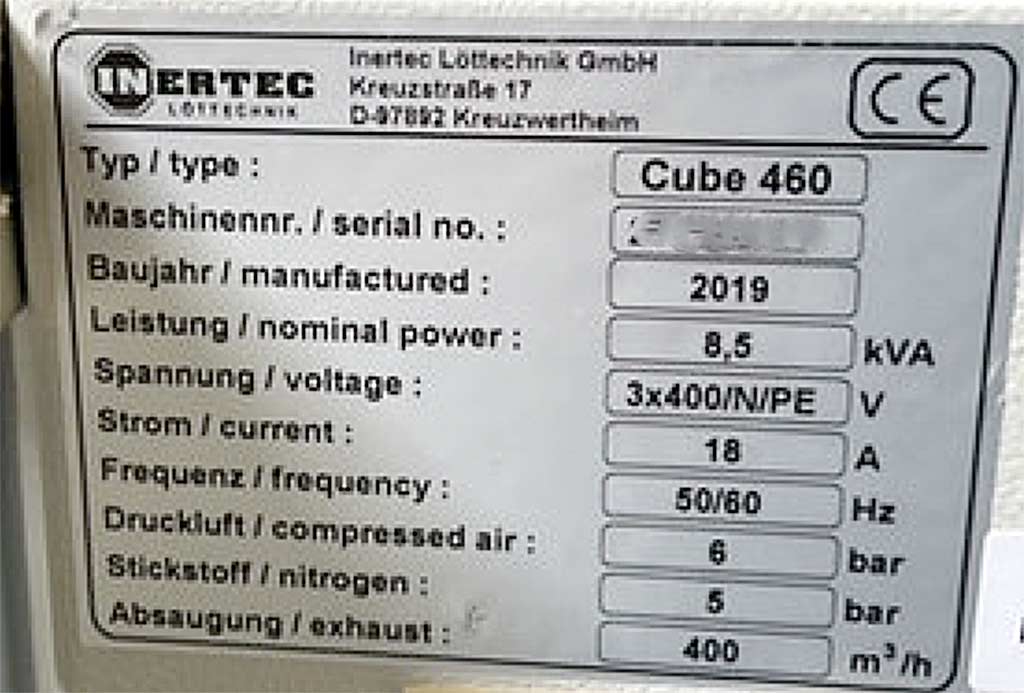 INERTEC
LÖTTECHNIK
Inertec Löttechnik GmbH
Kreuzstraße 17
D-97892 Kreuzwertheim
CE
Typ / type : Cube 460
Maschinennr. / serial no. :
Baujahr / manufactured : 2019
Leistung / nominal power : 8,5 kVA
Spannung / voltage : 3x400/N/PE V
Strom / current : 18 A
Frequenz / frequency : 50/60 Hz
Druckluft / compressed air : 6 bar
Stickstoff / nitrogen : 5 bar
Absaugung / exhaust : 400 m³/h